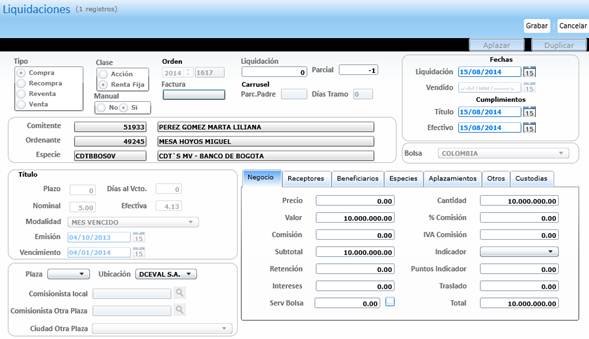 Liquidaciones (1 registros)
Grabar Cancelar
Aplazar Duplicar
Tipo
Compra
Recompra
Reventa
Venta
Clase
Acción
Renta Fija
Manual
No Si
Orden
2014 : 1617
Factura
Liquidación 0 Parcial -1
Carrusel
Parc.Padre Días Tramo 0
Fechas
Liquidación 15/08/2014 15
Vendido 15
Cumplimientos
Título 15/08/2014 15
Efectivo 15/08/2014 15
Comitente 51933 PEREZ GOMEZ MARTA LILIANA
Ordenante 49245 MESA HOYOS MIGUEL
Especie CDTBBOS0V CDT`S MV - BANCO DE BOGOTA
Bolsa COLOMBIA
Título
Plazo 0 Días al Vcto. 0
Nominal 5.00 Efectiva 4.13
Modalidad MES VENCIDO
Emisión 04/10/2013 15
Vencimiento 04/01/2014 15
Plaza Ubicación DCEVAL S.A.
Comisionista local
Comisionista Otra Plaza
Ciudad Otra Plaza
Negocio Receptores Beneficiarios Especies Aplazamientos Otros Custodias
Precio 0.00 Cantidad 10.000.000.00
Valor 10.000.000.00 % Comisión 0.00
Comisión 0.00 IVA Comisión 0.00
Subtotal 10.000.000.00 Indicador
Retención 0.00 Puntos Indicador 0.00
Intereses 0.00 Traslado 0.00
Serv Bolsa 0.00 Total 10.000.000.00